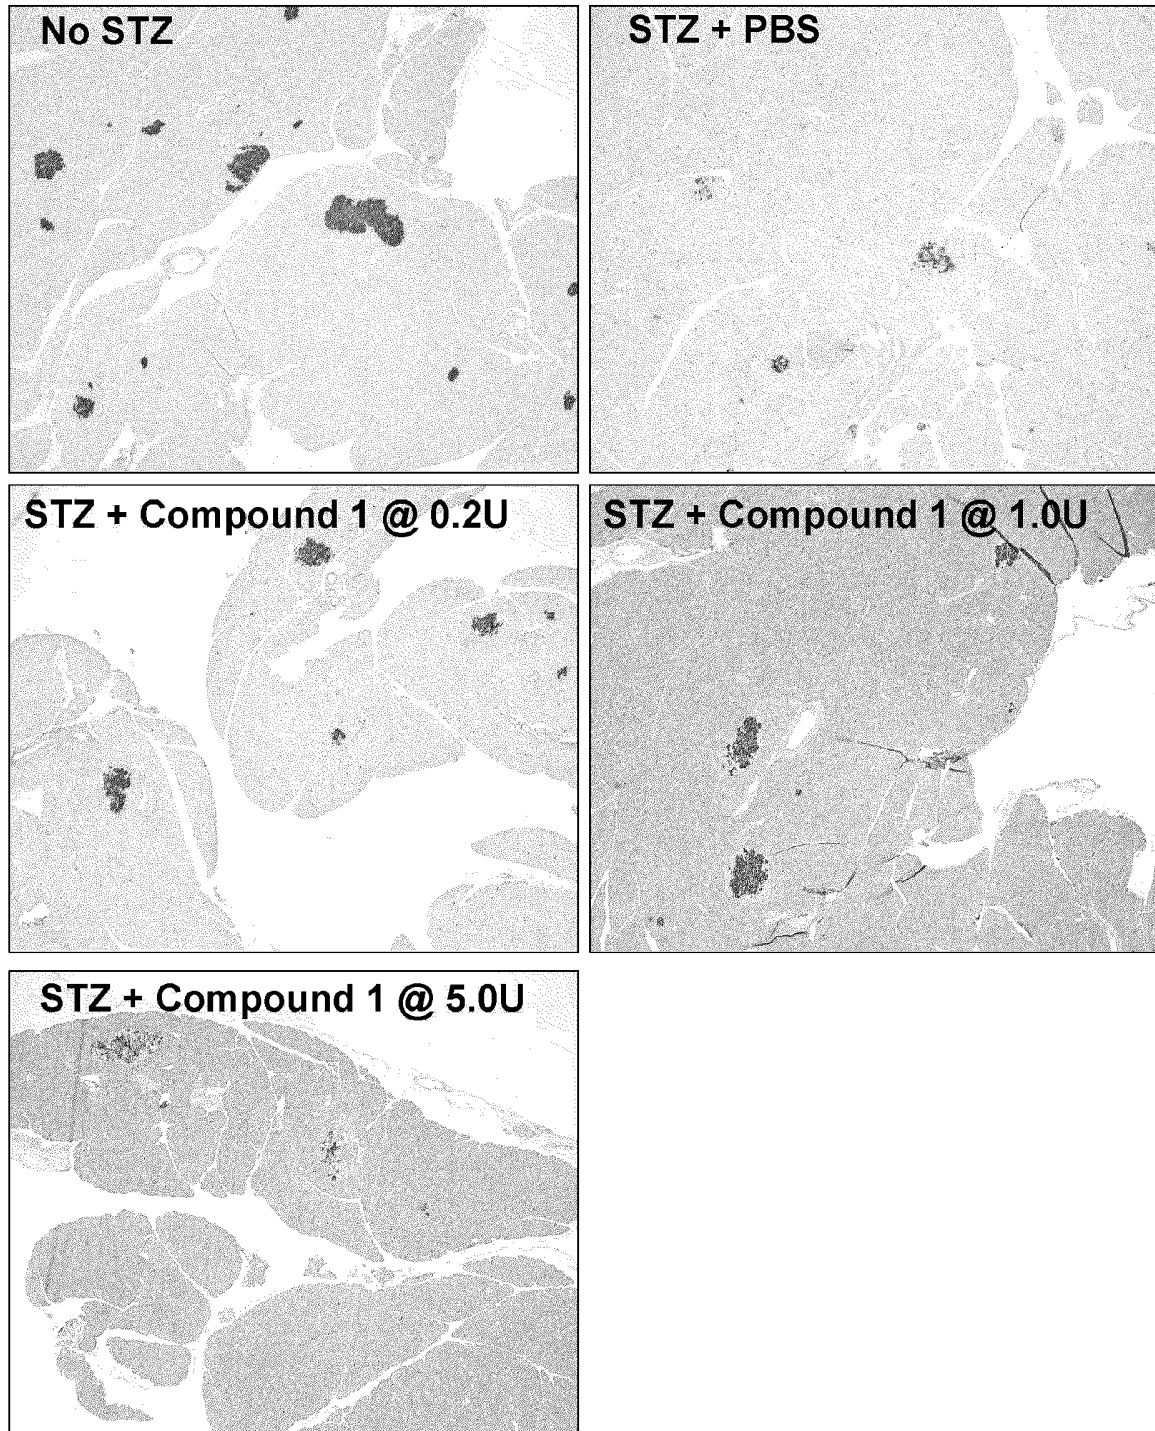 No STZ
STZ + PBS
STZ + Compound 1 @ 0.2U
STZ + Compound 1 @ 1.0U
STZ + Compound 1 @ 5.0U